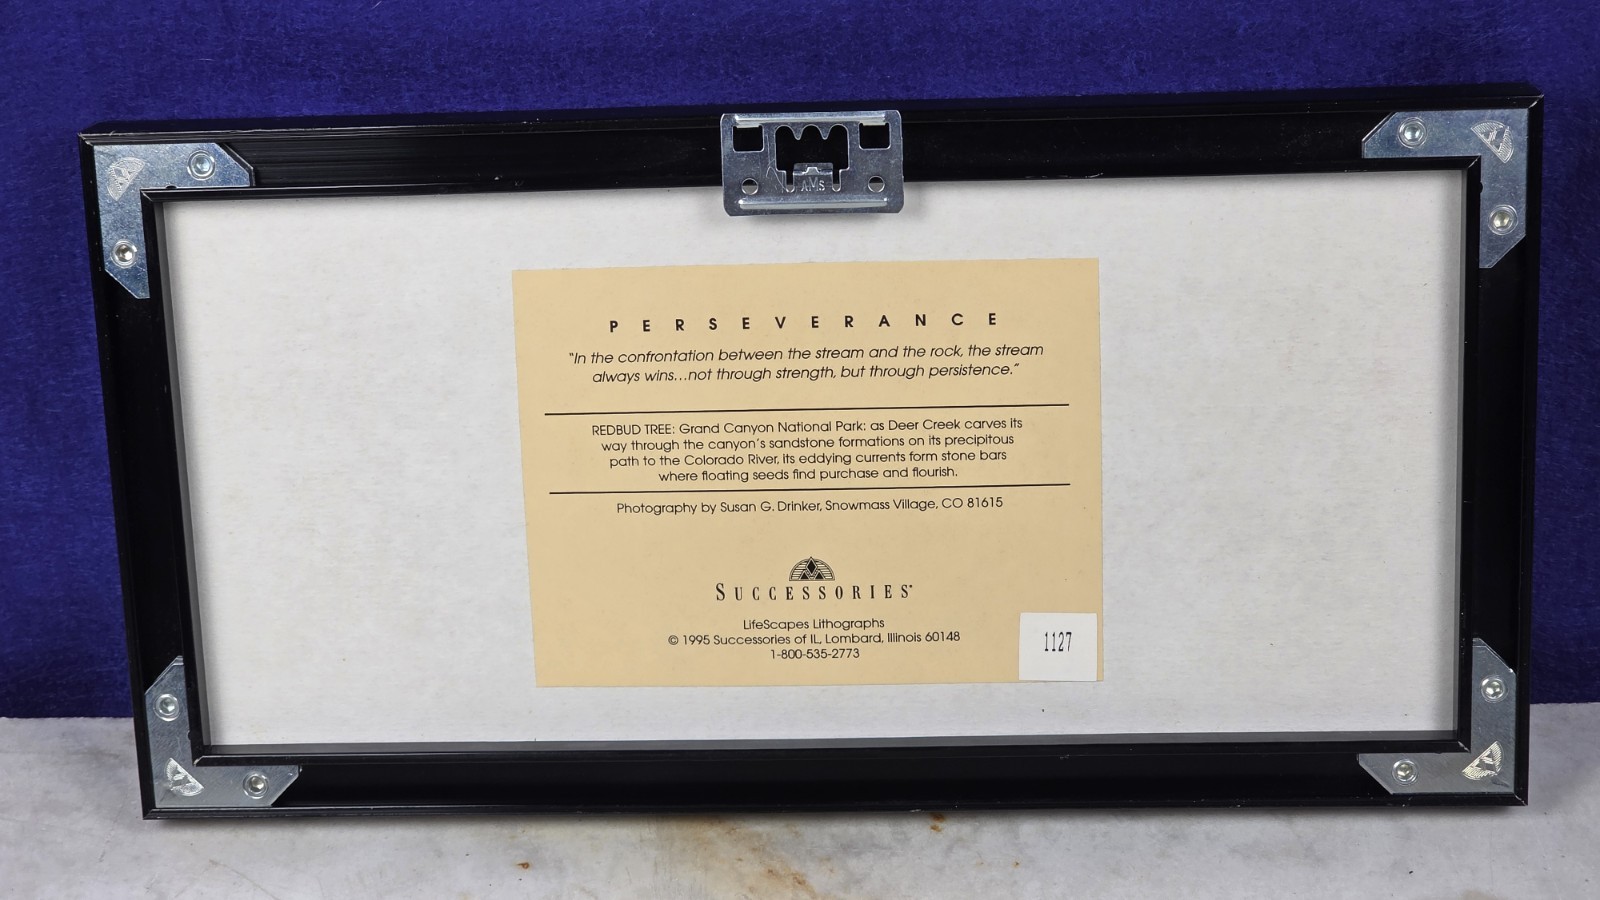 AMS
P E R S E V E R A N C E
"In the confrontation between the stream and the rock, the stream
always wins...not through strength, but through persistence."
REDBUD TREE: Grand Canyon National Park: as Deer Creek carves its
way through the canyon's sandstone formations on its precipitous
path to the Colorado River, its eddying currents form stone bars
where floating seeds find purchase and flourish.
Photography by Susan G. Drinker, Snowmass Village, CO 81615
SUCCESSORIES
LifeScapes Lithographs
© 1995 Successories of IL, Lombard, Illinois 60148
1-800-535-2773
1127